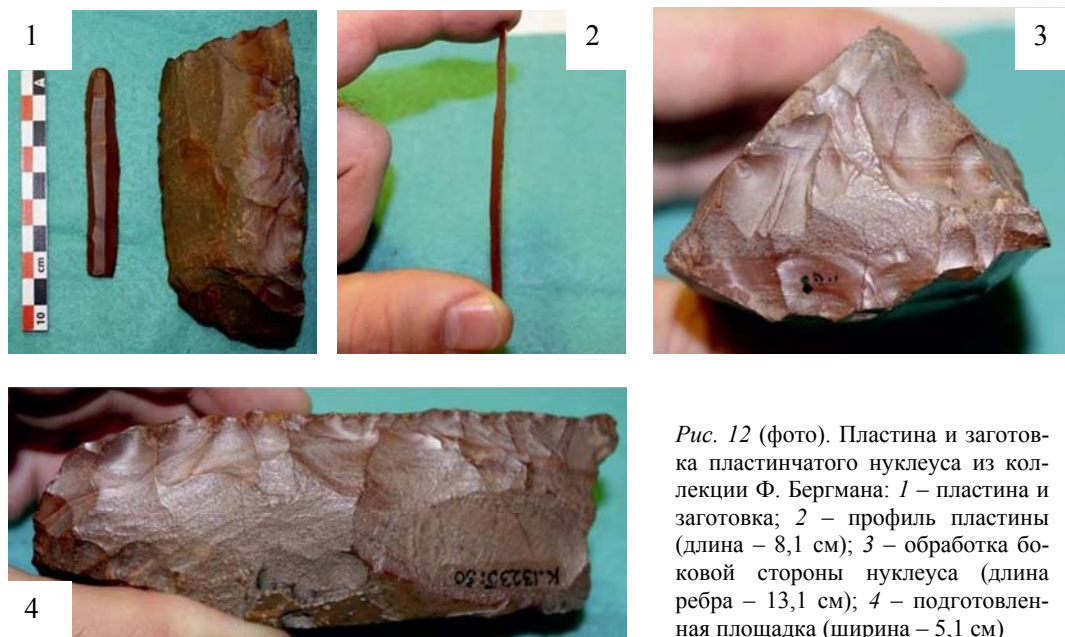 1
2
3
A
cm
10
4
K.13235:50
Рис. 12 (фото). Пластина и заготов-
ка пластинчатого нуклеуса из кол-
лекции Ф. Бергмана: 1 – пластина и
заготовка; 2 – профиль пластины
(длина – 8,1 см); 3 – обработка бо-
ковой стороны нуклеуса (длина
ребра – 13,1 см); 4 – подготовлен-
ная площадка (ширина – 5,1 см)